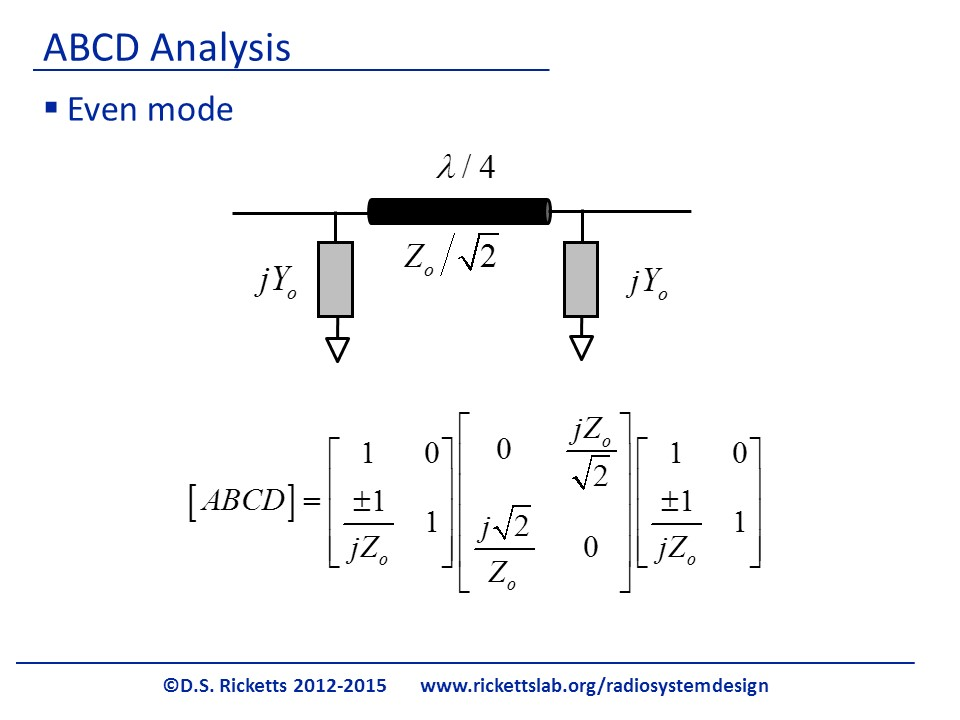 ABCD Analysis
▪ Even mode
λ / 4
Z_o / √2
jY_o
jY_o
[ABCD] = [1 0; ±1/(jZ_o) 1] [0 jZ_o/√2; j√2/Z_o 0] [1 0; ±1/(jZ_o) 1]
©D.S. Ricketts 2012-2015 www.rickettslab.org/radiosystemdesign